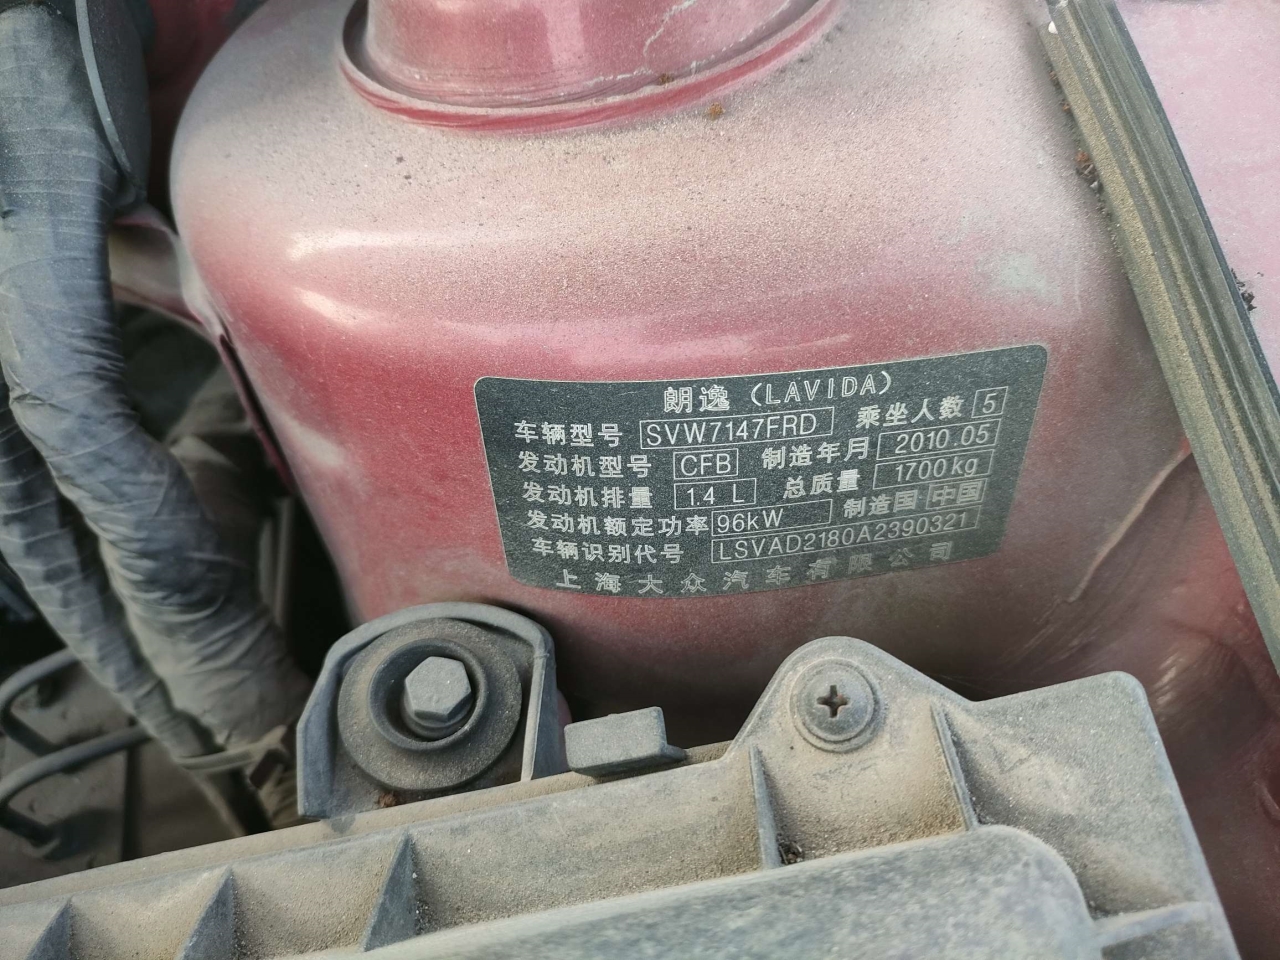 朗逸（LAVIDA）
车辆型号 SVW7147FRD 乘坐人数 5
发动机型号 CFB 制造年月 2010.05
发动机排量 1.4 L 总质量 1700kg
发动机额定功率 96kW 制造国 中国
车辆识别代号 LSVAD2180A2390321
上海大众汽车有限公司